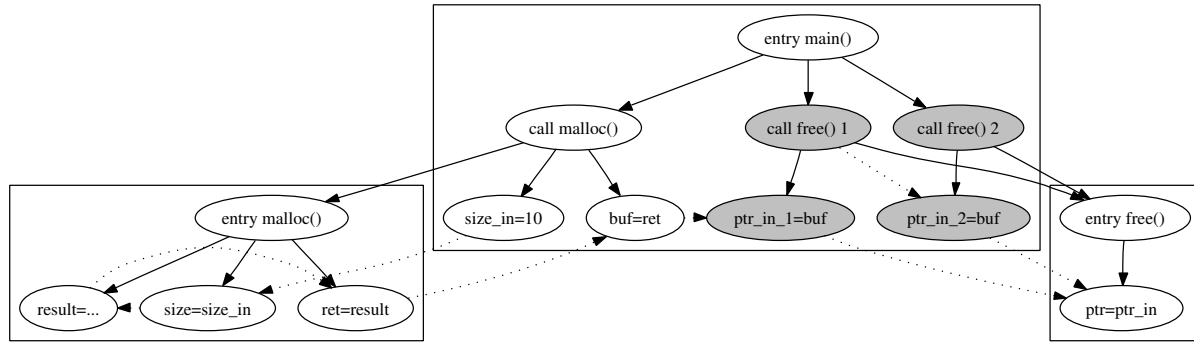 entry main()
call malloc()
call free() 1
call free() 2
entry malloc()
size_in=10
buf=ret
ptr_in_1=buf
ptr_in_2=buf
entry free()
result=...
size=size_in
ret=result
ptr=ptr_in